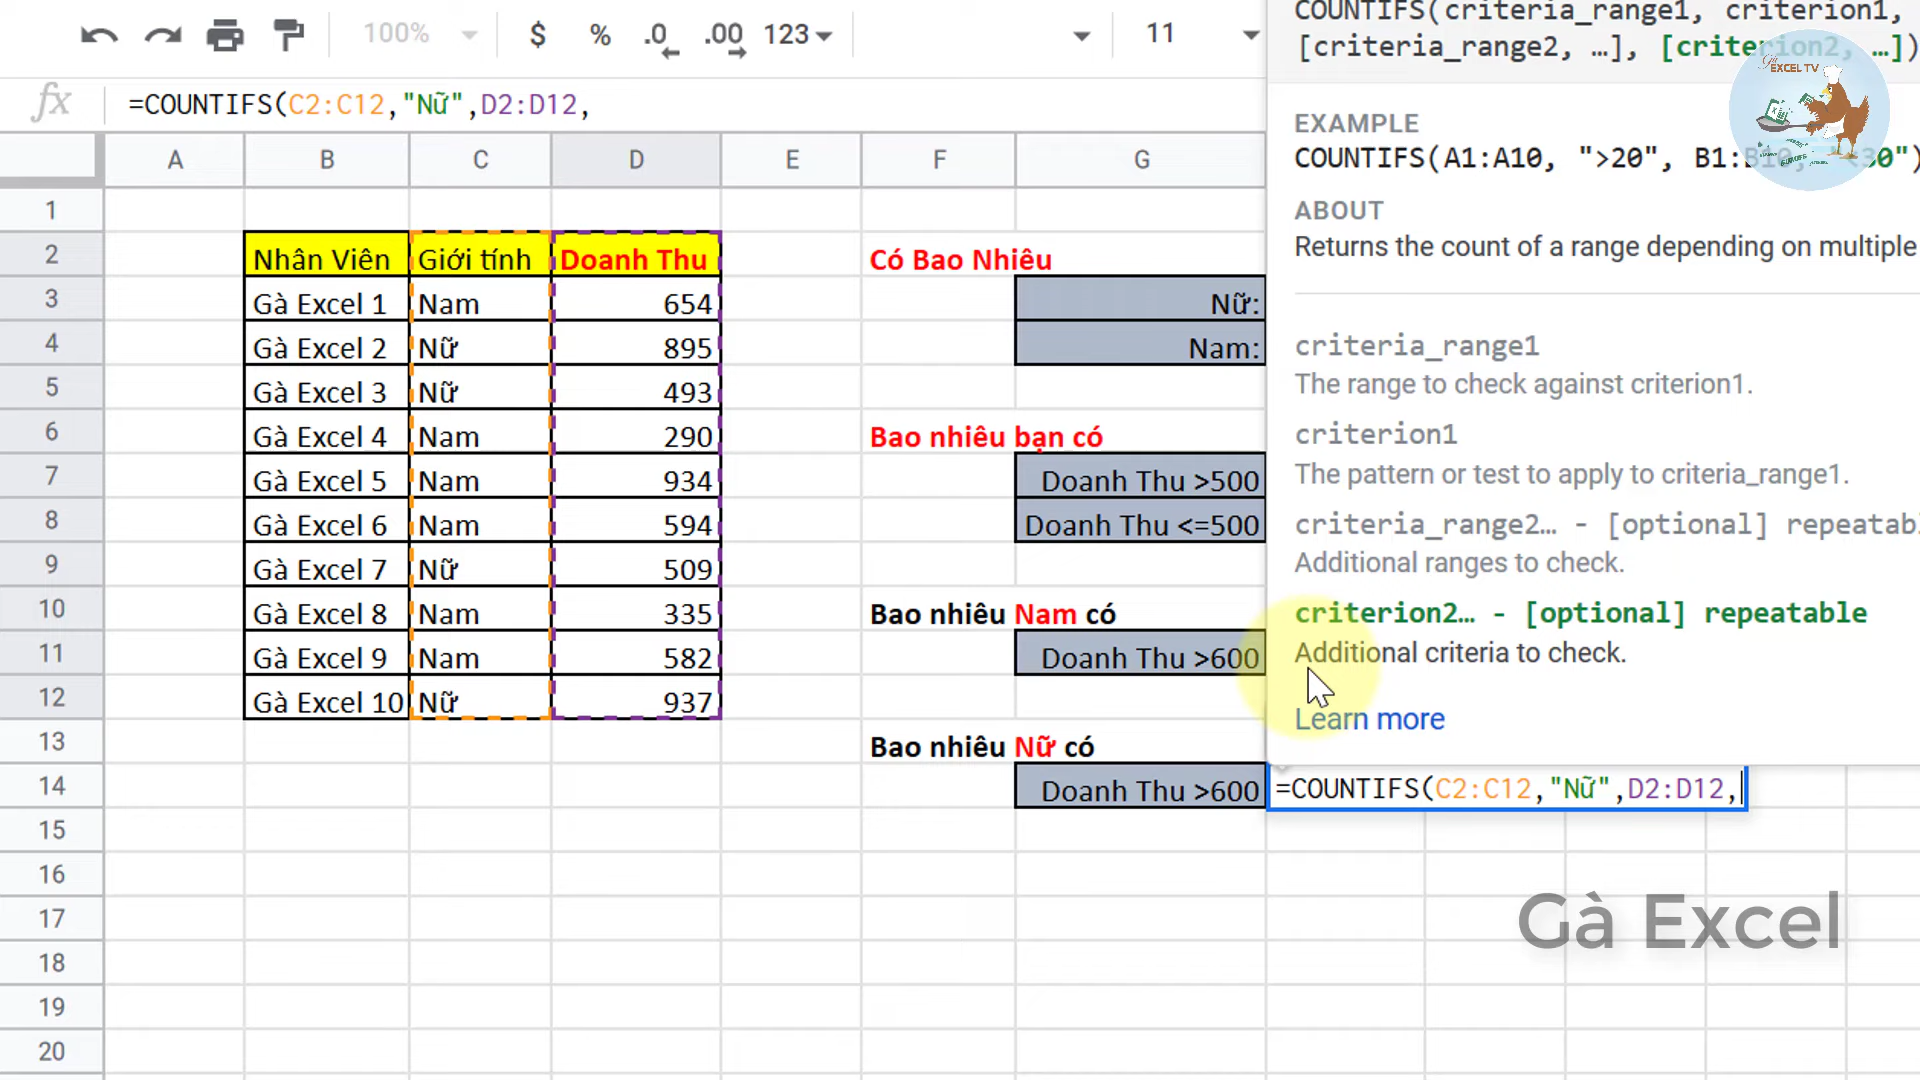 100%
$ % .0 .00 123
11
COUNTIFS(criteria_range1, criterion1,
[criteria_range2, …], [criterion2, …])
EXCEL TV
fx =COUNTIFS(C2:C12,"Nữ",D2:D12,
EXAMPLE
COUNTIFS(A1:A10, ">20", B1:B10, "<30")
ABOUT
Returns the count of a range depending on multiple
criteria_range1
The range to check against criterion1.
criterion1
The pattern or test to apply to criteria_range1.
criteria_range2… - [optional] repeatabl
Additional ranges to check.
criterion2… - [optional] repeatable
Additional criteria to check.
Learn more
A B C D E F G
1
2 Nhân Viên Giới tính Doanh Thu Có Bao Nhiêu
3 Gà Excel 1 Nam 654 Nữ:
4 Gà Excel 2 Nữ 895 Nam:
5 Gà Excel 3 Nữ 493
6 Gà Excel 4 Nam 290 Bao nhiêu bạn có
7 Gà Excel 5 Nam 934 Doanh Thu >500
8 Gà Excel 6 Nam 594 Doanh Thu <=500
9 Gà Excel 7 Nữ 509
10 Gà Excel 8 Nam 335 Bao nhiêu Nam có
11 Gà Excel 9 Nam 582 Doanh Thu >600
12 Gà Excel 10 Nữ 937
13 Bao nhiêu Nữ có
14 Doanh Thu >600 =COUNTIFS(C2:C12,"Nữ",D2:D12,
15
16
17
18
19
20
Gà Excel